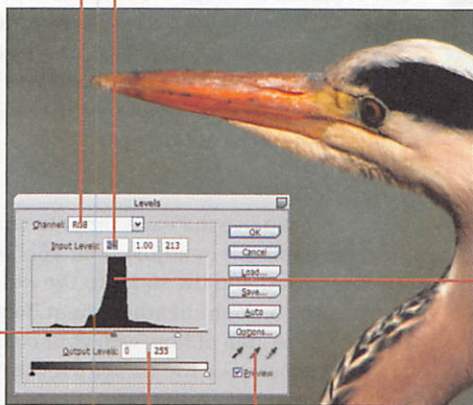 Levels
Channel: RGB
OK
Input Levels: 24 1.00 213
Cancel
Load...
Save...
Auto
Options...
Output Levels: 0 255
Preview